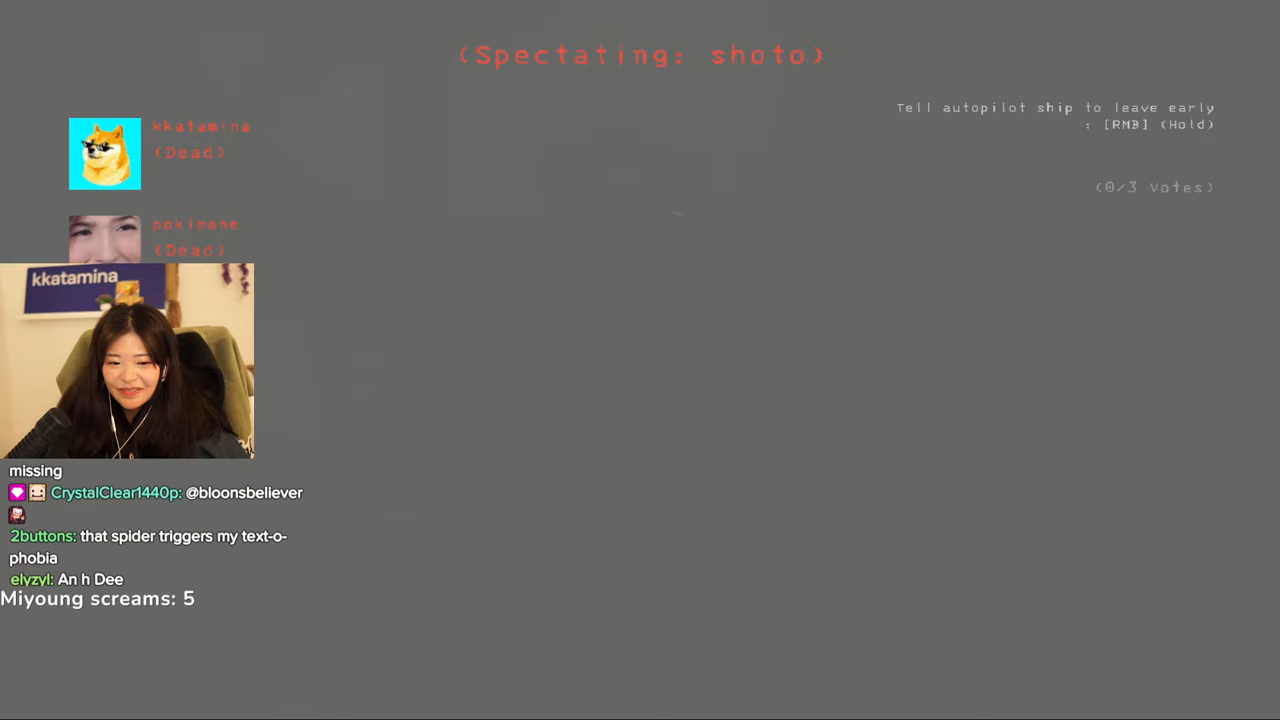 (Spectating: shoto)
Tell autopilot ship to leave early
: [RMB] (Hold)
(0/3 Votes)
kkatamina
(Dead)
pokimane
(Dead)
kkatamina
missing
CrystalClear1440p: @bloonsbeliever
2buttons: that spider triggers my text-o-
phobia
elyzyl: An h Dee
Miyoung screams: 5